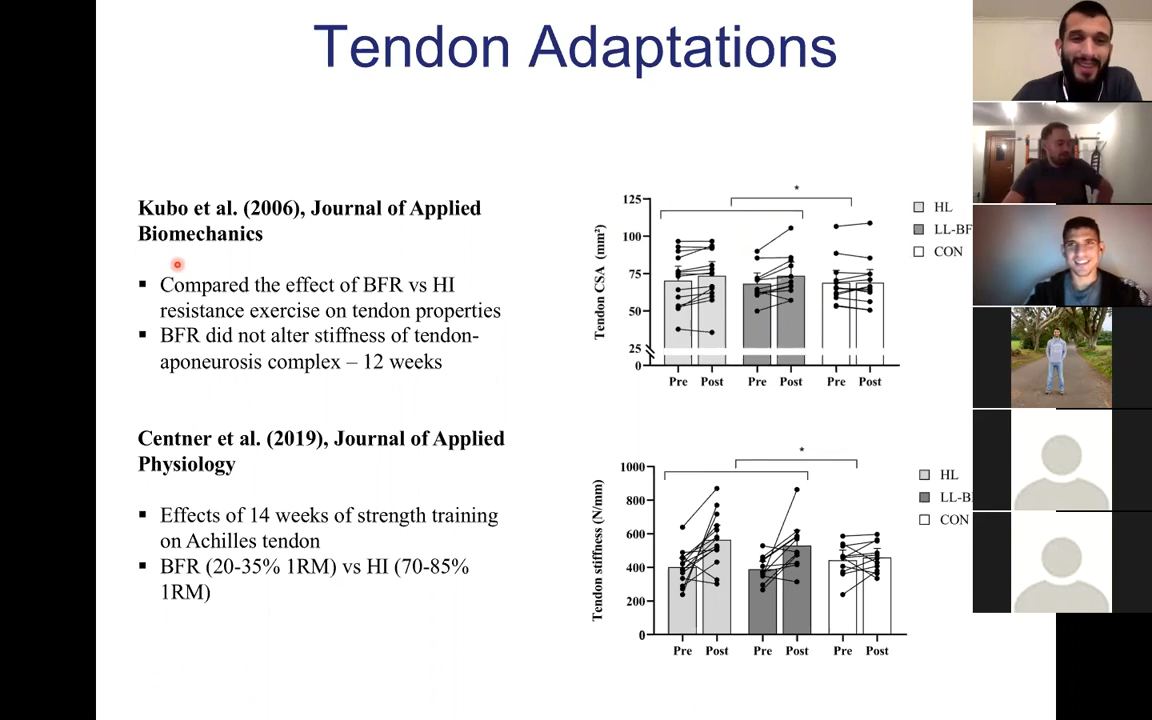 Tendon Adaptations
Kubo et al. (2006), Journal of Applied
Biomechanics
▪ Compared the effect of BFR vs HI
resistance exercise on tendon properties
▪ BFR did not alter stiffness of tendon-
aponeurosis complex – 12 weeks
Centner et al. (2019), Journal of Applied
Physiology
▪ Effects of 14 weeks of strength training
on Achilles tendon
▪ BFR (20-35% 1RM) vs HI (70-85%
1RM)
Tendon CSA (mm²)
125
100
75
50
25
0
*
Pre Post Pre Post Pre Post
HL
LL-BF
CON
Tendon stiffness (N/mm)
1000
800
600
400
200
0
*
Pre Post Pre Post Pre Post
HL
LL-B
CON